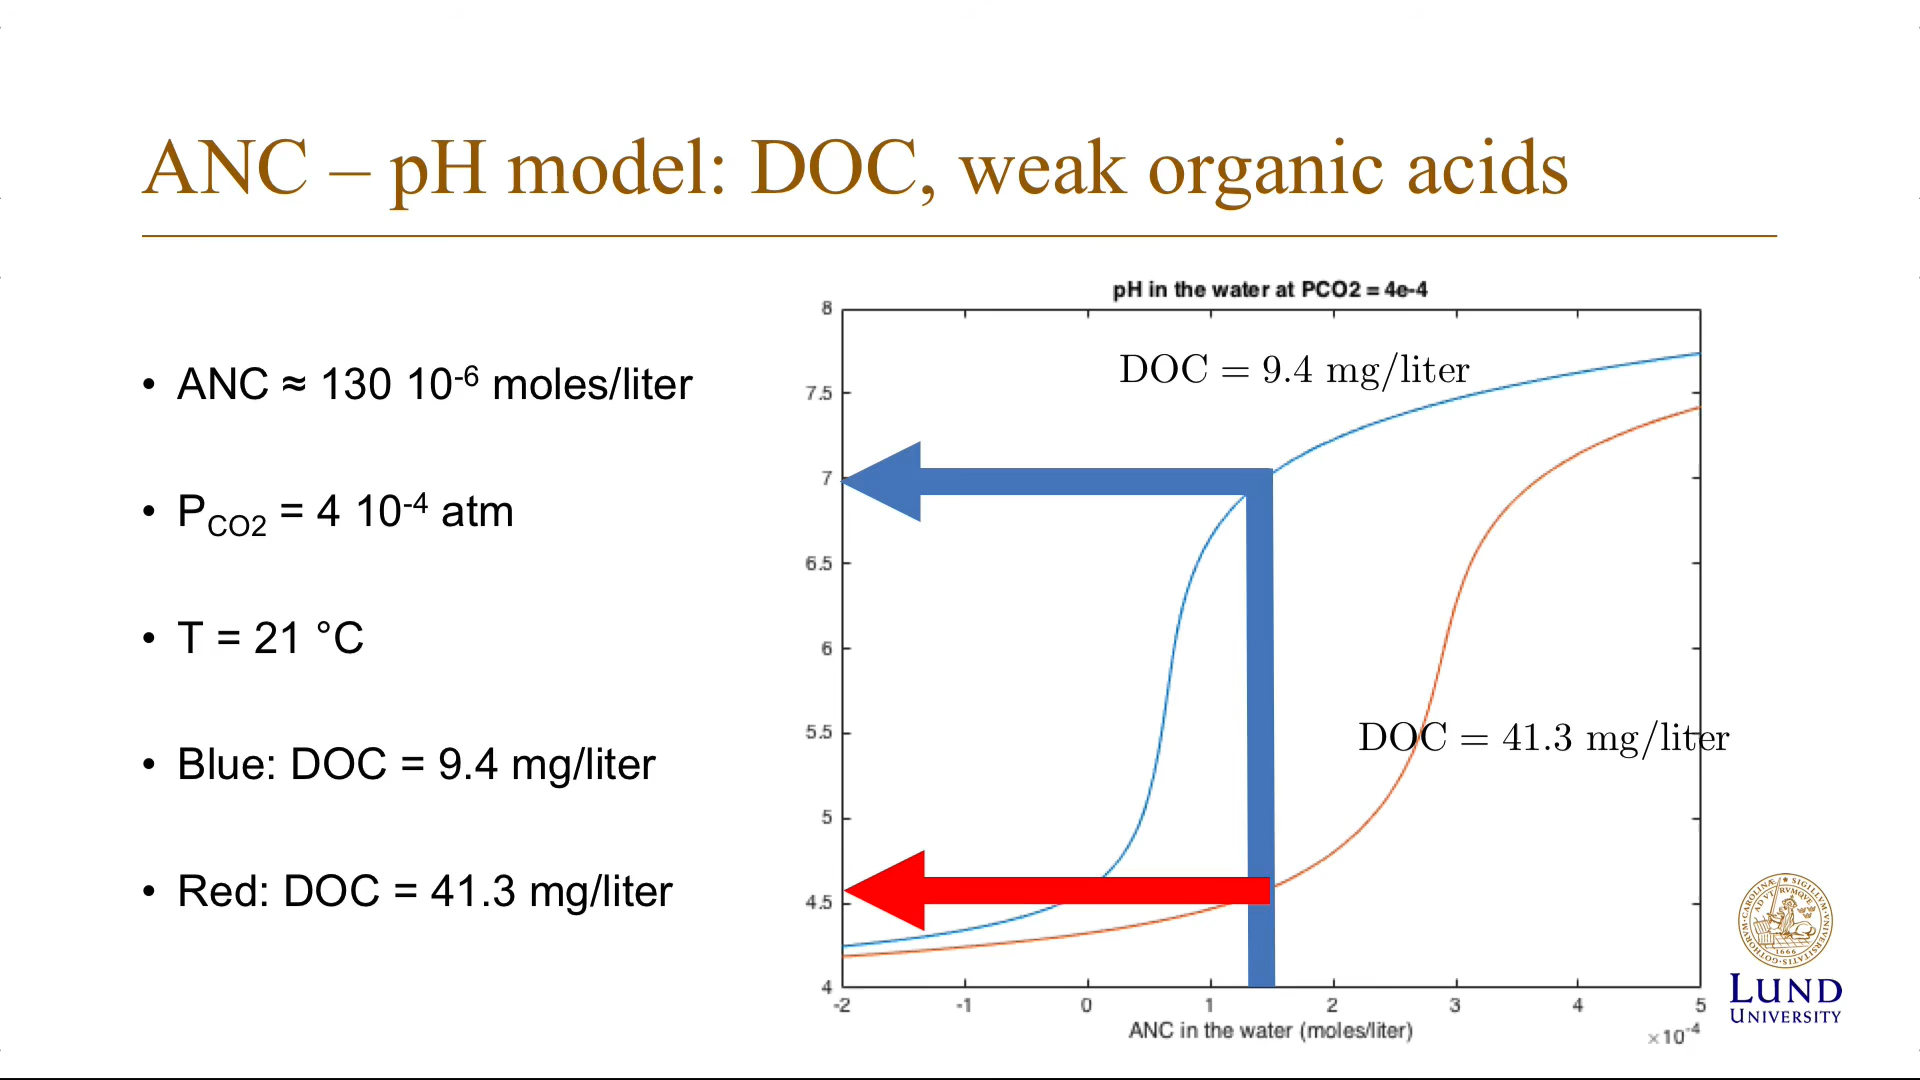 ANC – pH model: DOC, weak organic acids
• ANC ≈ 130 10⁻⁶ moles/liter
• P_CO2 = 4 10⁻⁴ atm
• T = 21 °C
• Blue: DOC = 9.4 mg/liter
• Red: DOC = 41.3 mg/liter
pH in the water at PCO2 = 4e-4
8
7.5
7
6.5
6
5.5
5
4.5
4
DOC = 9.4 mg/liter
DOC = 41.3 mg/liter
-2 -1 0 1 2 3 4 5
ANC in the water (moles/liter)
×10⁻⁴
LUND
UNIVERSITY